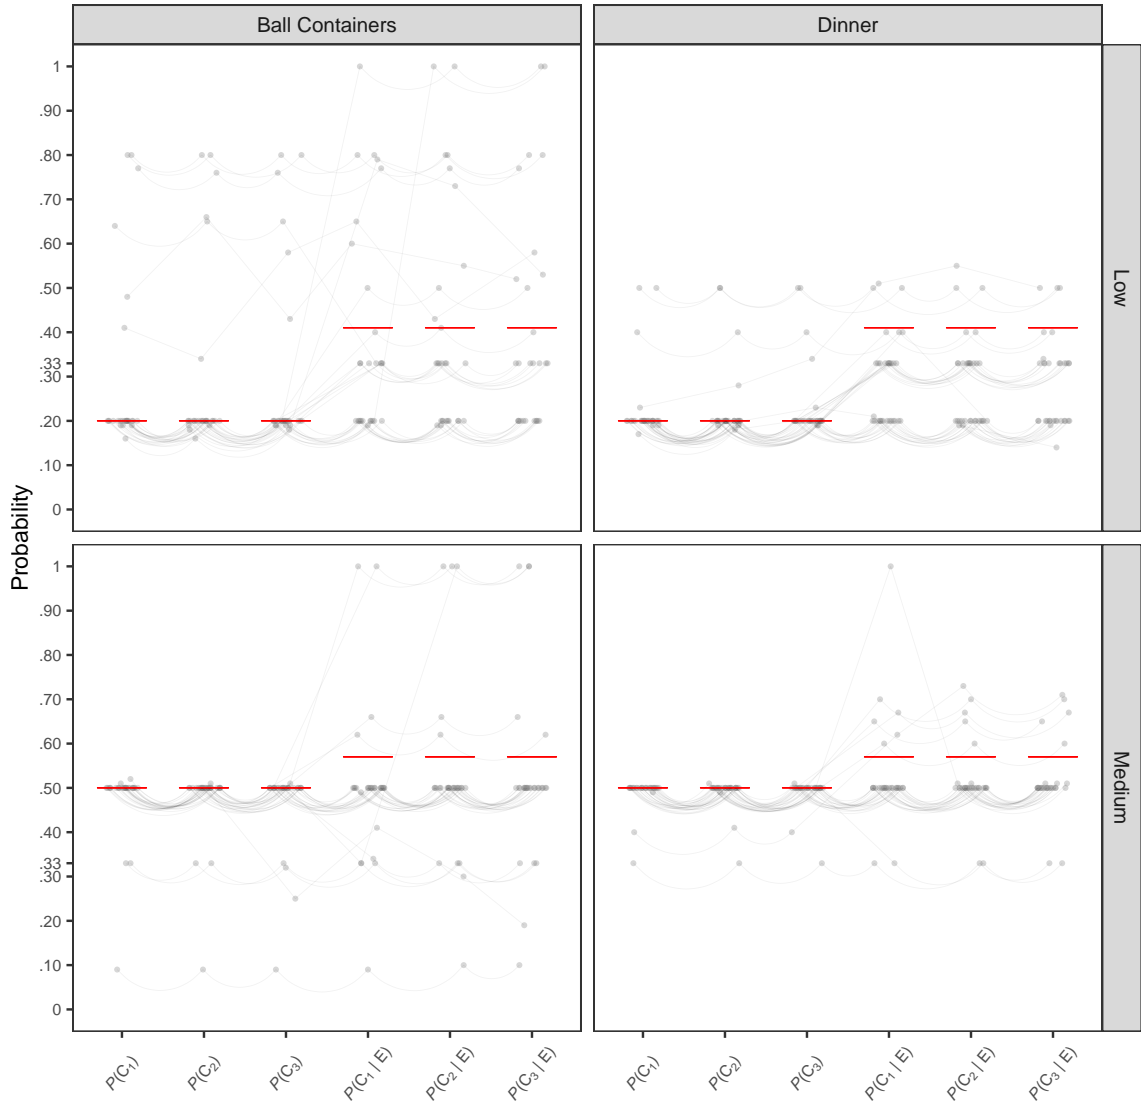 Ball Containers
Dinner
Probability
1
.90
.80
.70
.60
.50
.40
.33
.30
.20
.10
0
Low
1
.90
.80
.70
.60
.50
.40
.33
.30
.20
.10
0
Medium
P(C₁)
P(C₂)
P(C₃)
P(C₁ | E)
P(C₂ | E)
P(C₃ | E)
P(C₁)
P(C₂)
P(C₃)
P(C₁ | E)
P(C₂ | E)
P(C₃ | E)